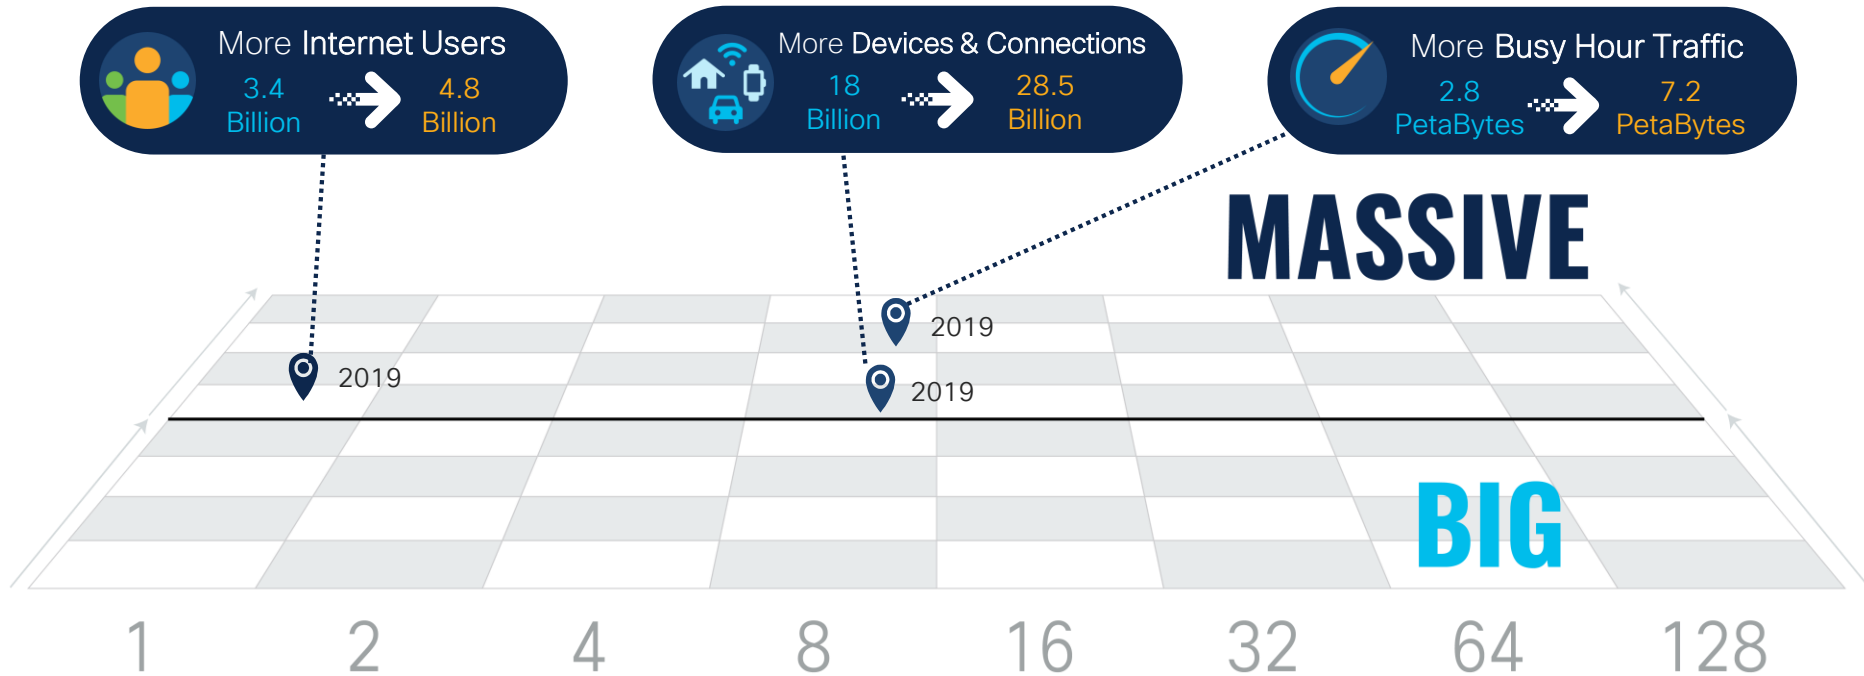 More Internet Users
3.4 Billion
4.8 Billion
More Devices & Connections
18 Billion
28.5 Billion
More Busy Hour Traffic
2.8 PetaBytes
7.2 PetaBytes
MASSIVE
2019
2019
2019
BIG
1 2 4 8 16 32 64 128